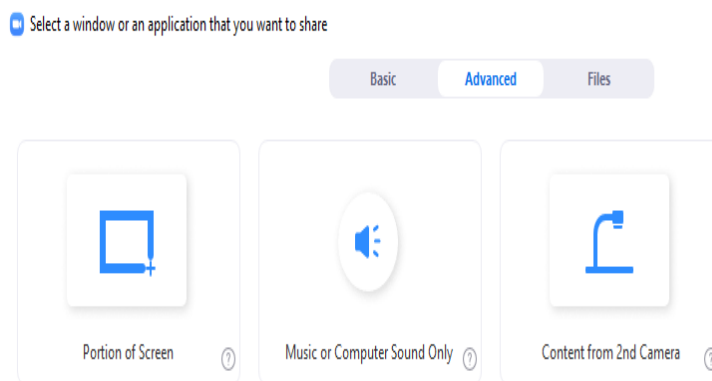 Select a window or an application that you want to share
Basic Advanced Files
Portion of Screen ? Music or Computer Sound Only ? Content from 2nd Camera ?